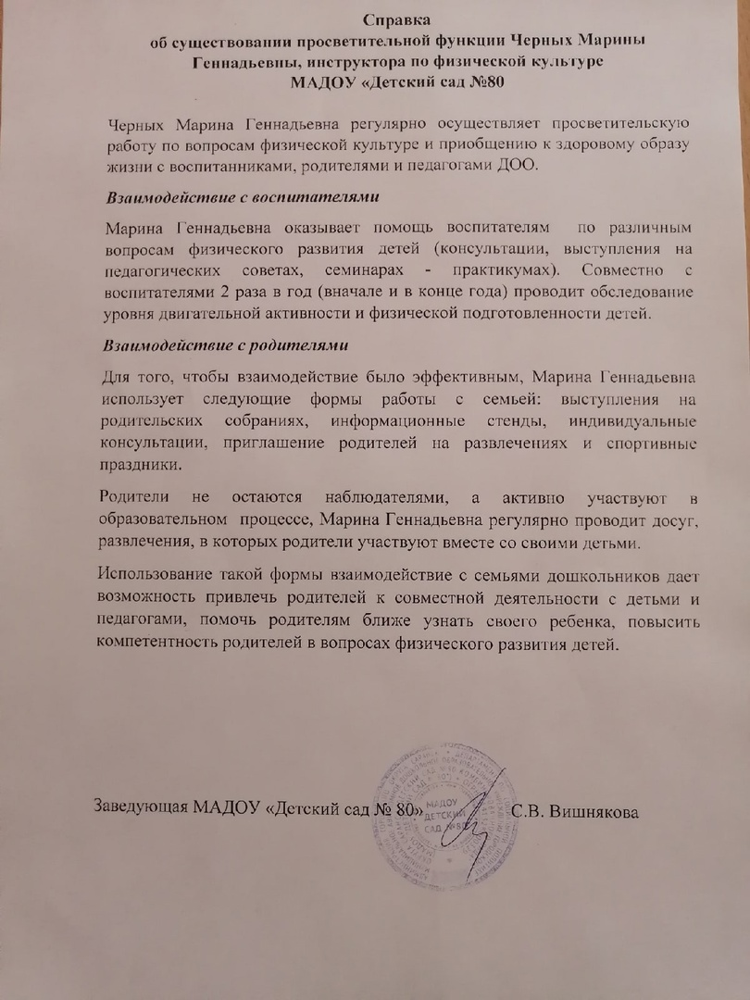 Справка
об существовании просветительной функции Черных Марины
Геннадьевны, инструктора по физической культуре
МАДОУ «Детский сад №80
Черных Марина Геннадьевна регулярно осуществляет просветительскую
работу по вопросам физической культуре и приобщению к здоровому образу
жизни с воспитанниками, родителями и педагогами ДОО.
Взаимодействие с воспитателями
Марина Геннадьевна оказывает помощь воспитателям по различным
вопросам физического развития детей (консультации, выступления на
педагогических советах, семинарах - практикумах). Совместно с
воспитателями 2 раза в год (вначале и в конце года) проводит обследование
уровня двигательной активности и физической подготовленности детей.
Взаимодействие с родителями
Для того, чтобы взаимодействие было эффективным, Марина Геннадьевна
использует следующие формы работы с семьей: выступления на
родительских собраниях, информационные стенды, индивидуальные
консультации, приглашение родителей на развлечениях и спортивные
праздники.
Родители не остаются наблюдателями, а активно участвуют в
образовательном процессе, Марина Геннадьевна регулярно проводит досуг,
развлечения, в которых родители участвуют вместе со своими детьми.
Использование такой формы взаимодействие с семьями дошкольников дает
возможность привлечь родителей к совместной деятельности с детьми и
педагогами, помочь родителям ближе узнать своего ребенка, повысить
компетентность родителей в вопросах физического развития детей.
Заведующая МАДОУ «Детский сад № 80» С.В. Вишнякова
МАДОУ
ДЕТСКИЙ
САД №80